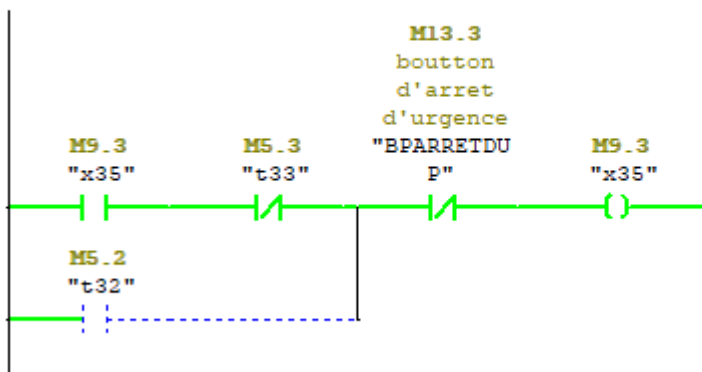 M13.3
boutton
d'arret
d'urgence
M9.3 M5.3 "BPARRETDU M9.3
"x35" "t33" P" "x35"
M5.2
"t32"